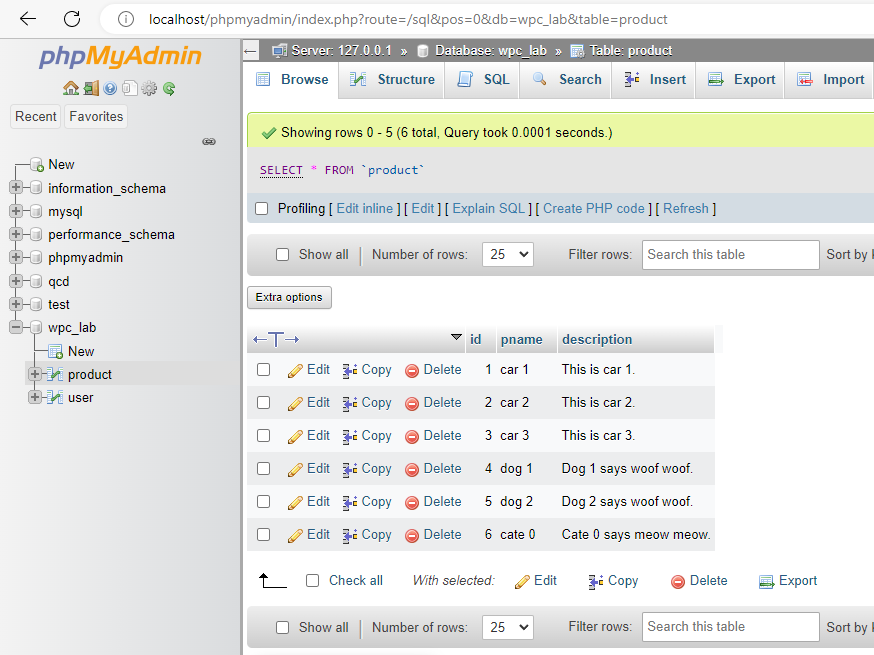 localhost/phpmyadmin/index.php?route=/sql&pos=0&db=wpc_lab&table=product
phpMyAdmin
Recent Favorites
New
information_schema
mysql
performance_schema
phpmyadmin
qcd
test
wpc_lab
New
product
user
Server: 127.0.0.1 » Database: wpc_lab » Table: product
Browse Structure SQL Search Insert Export Import
Showing rows 0 - 5 (6 total, Query took 0.0001 seconds.)
SELECT * FROM `product`
Profiling [ Edit inline ] [ Edit ] [ Explain SQL ] [ Create PHP code ] [ Refresh ]
Show all Number of rows: 25 Filter rows: Search this table Sort by
Extra options
id pname description
Edit Copy Delete 1 car 1 This is car 1.
Edit Copy Delete 2 car 2 This is car 2.
Edit Copy Delete 3 car 3 This is car 3.
Edit Copy Delete 4 dog 1 Dog 1 says woof woof.
Edit Copy Delete 5 dog 2 Dog 2 says woof woof.
Edit Copy Delete 6 cate 0 Cate 0 says meow meow.
Check all With selected: Edit Copy Delete Export
Show all Number of rows: 25 Filter rows: Search this table Sort by